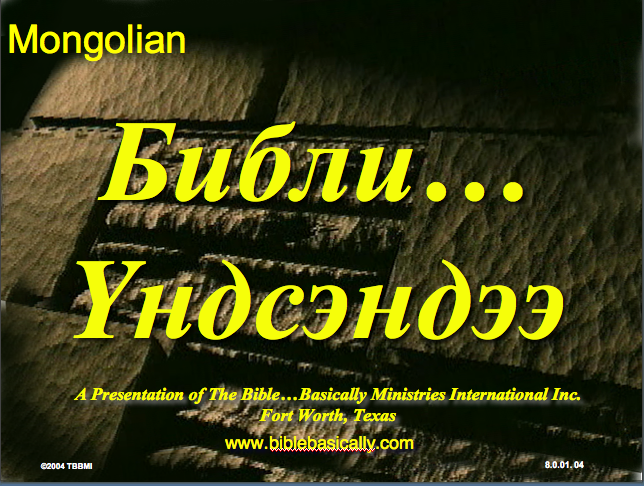 Mongolian
Библи…
Үндсэндээ
A Presentation of The Bible…Basically Ministries International Inc.
Fort Worth, Texas
www.biblebasically.com
©2004 TBBMI
8.0.01. 04